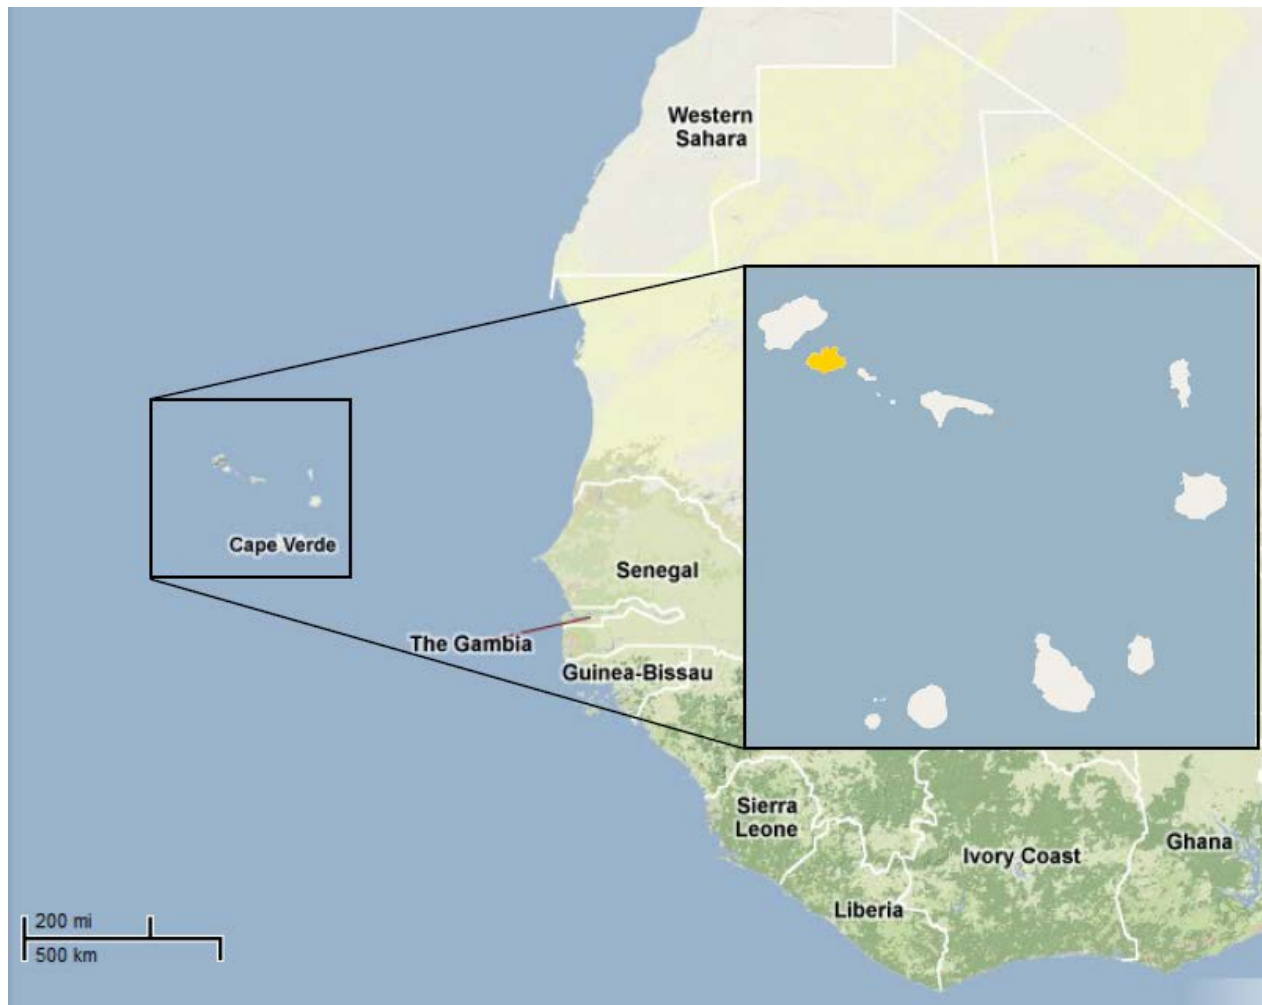 Western
Sahara
Cape Verde
Senegal
The Gambia
Guinea-Bissau
Sierra
Leone
Ivory Coast
Ghana
Liberia
200 mi
500 km